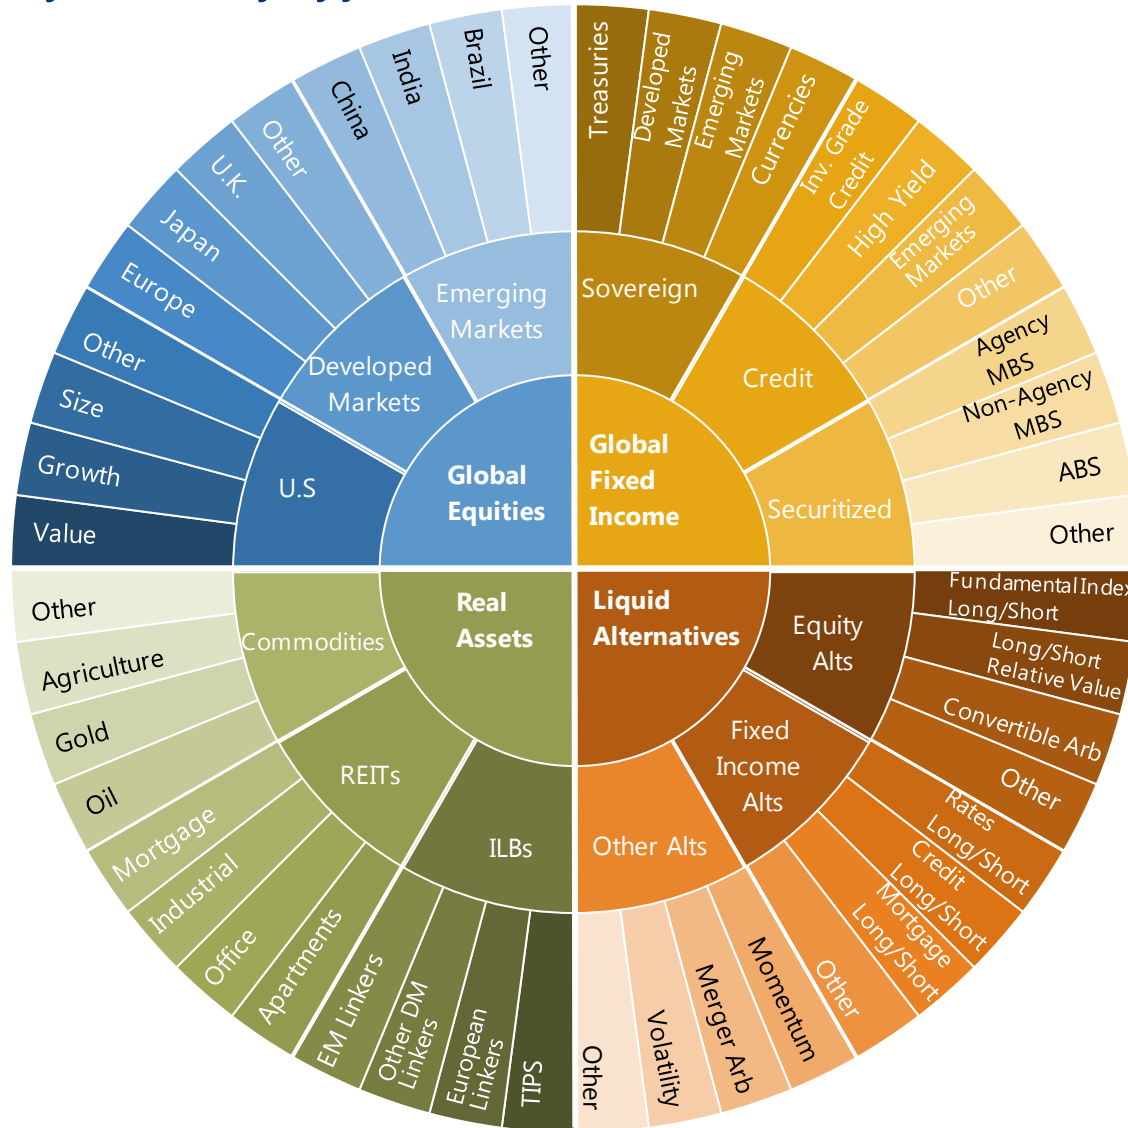 Global
Equities
Emerging
Markets
Other
Brazil
India
China
Developed
Markets
Other
U.K.
Japan
Europe
U.S
Other
Size
Growth
Value
Global
Fixed
Income
Sovereign
Treasuries
Developed
Markets
Emerging
Markets
Currencies
Credit
Inv. Grade
Credit
High Yield
Emerging
Markets
Other
Securitized
Agency
MBS
Non-Agency
MBS
ABS
Other
Liquid
Alternatives
Equity
Alts
Fundamental Index
Long/Short
Long/Short
Relative Value
Convertible Arb
Other
Fixed
Income
Alts
Rates
Long/Short
Credit
Long/Short
Mortgage
Long/Short
Other
Other Alts
Momentum
Merger Arb
Volatility
Other
Real
Assets
Commodities
Other
Agriculture
Gold
Oil
REITs
Mortgage
Industrial
Office
Apartments
ILBs
EM Linkers
Other DM
Linkers
European
Linkers
TIPS